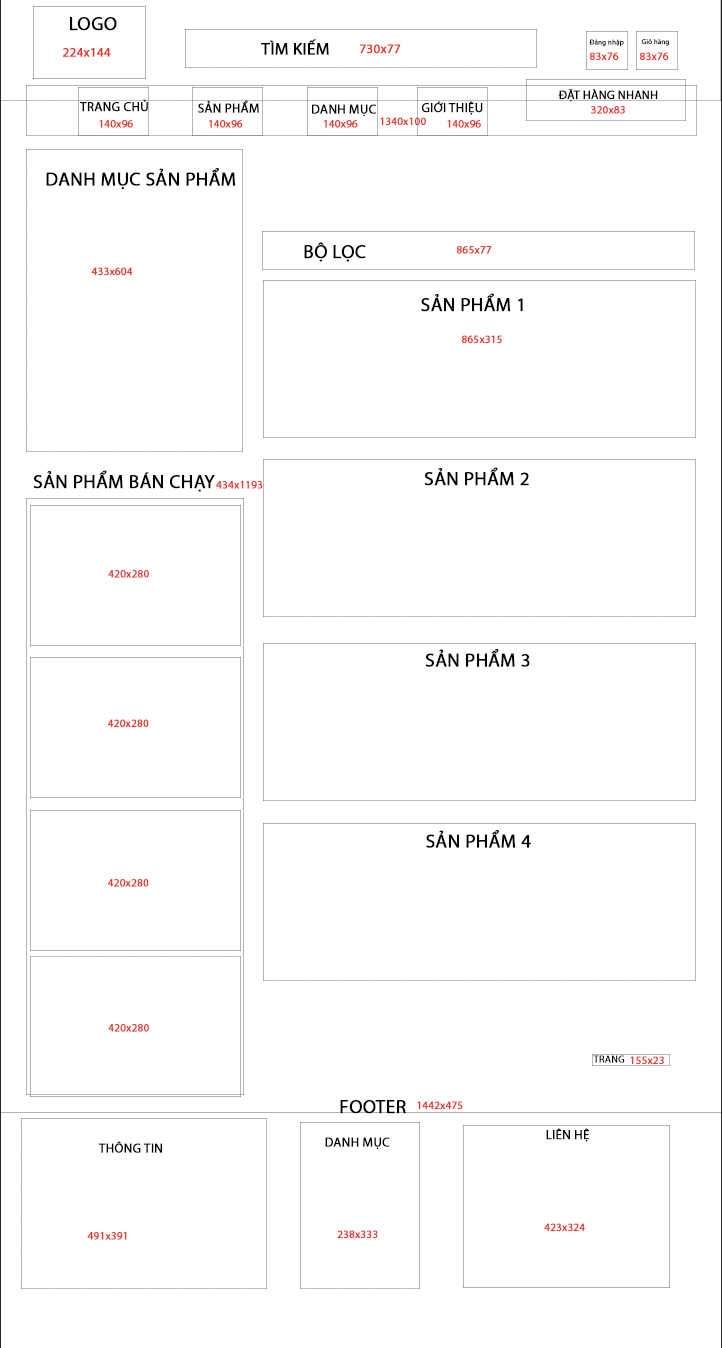 LOGO
224x144
TÌM KIẾM 730x77
Đăng nhập
83x76
Giỏ hàng
83x76
TRANG CHỦ
140x96
SẢN PHẨM
140x96
DANH MỤC
140x96
1340x100
GIỚI THIỆU
140x96
ĐẶT HÀNG NHANH
320x83
DANH MỤC SẢN PHẨM
433x604
BỘ LỌC 865x77
SẢN PHẨM 1
865x315
SẢN PHẨM BÁN CHẠY 434x1193
SẢN PHẨM 2
420x280
SẢN PHẨM 3
420x280
SẢN PHẨM 4
420x280
420x280
TRANG 155x23
FOOTER 1442x475
THÔNG TIN
491x391
DANH MỤC
238x333
LIÊN HỆ
423x324